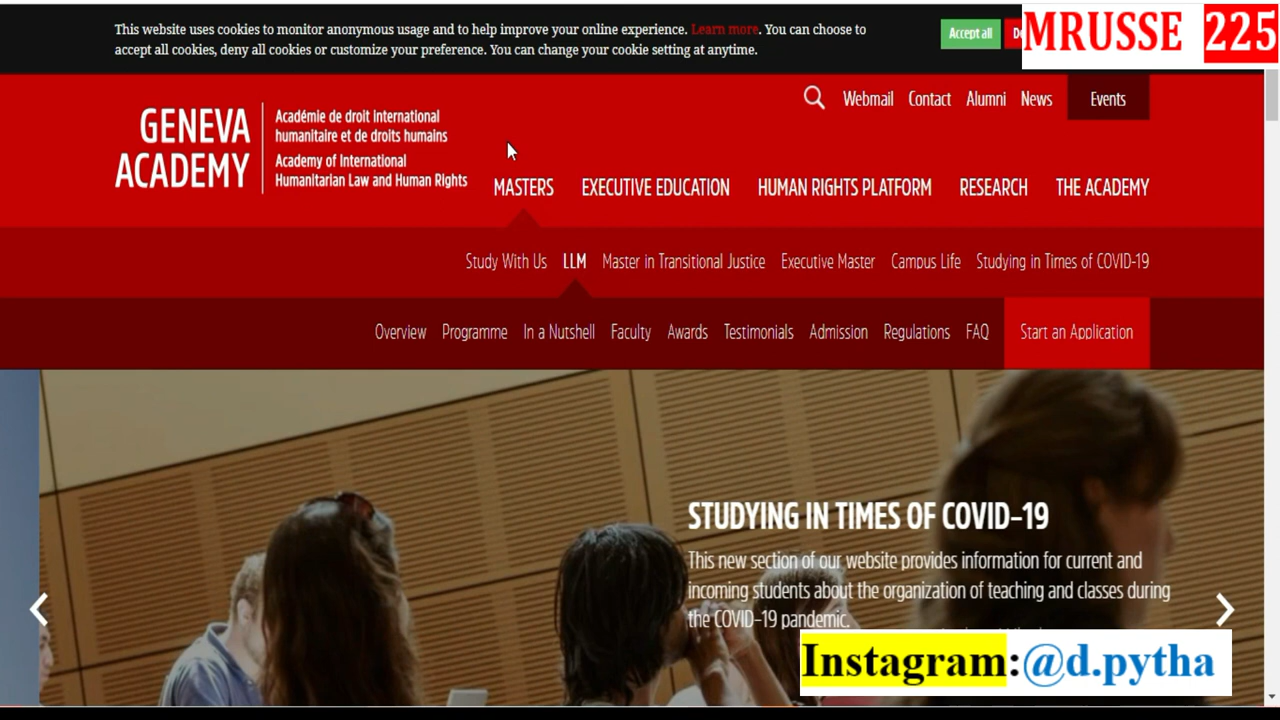 This website uses cookies to monitor anonymous usage and to help improve your online experience. Learn more. You can choose to
accept all cookies, deny all cookies or customize your preference. You can change your cookie setting at anytime.
Accept all
MRUSSE 225
Webmail Contact Alumni News Events
GENEVA
ACADEMY
Académie de droit international
humanitaire et de droits humains
Academy of International
Humanitarian Law and Human Rights
MASTERS EXECUTIVE EDUCATION HUMAN RIGHTS PLATFORM RESEARCH THE ACADEMY
Study With Us LLM Master in Transitional Justice Executive Master Campus Life Studying in Times of COVID-19
Overview Programme In a Nutshell Faculty Awards Testimonials Admission Regulations FAQ Start an Application
STUDYING IN TIMES OF COVID-19
This new section of our website provides information for current and
incoming students about the organization of teaching and classes during
the COVID-19 pandemic.
Instagram:@d.pytha